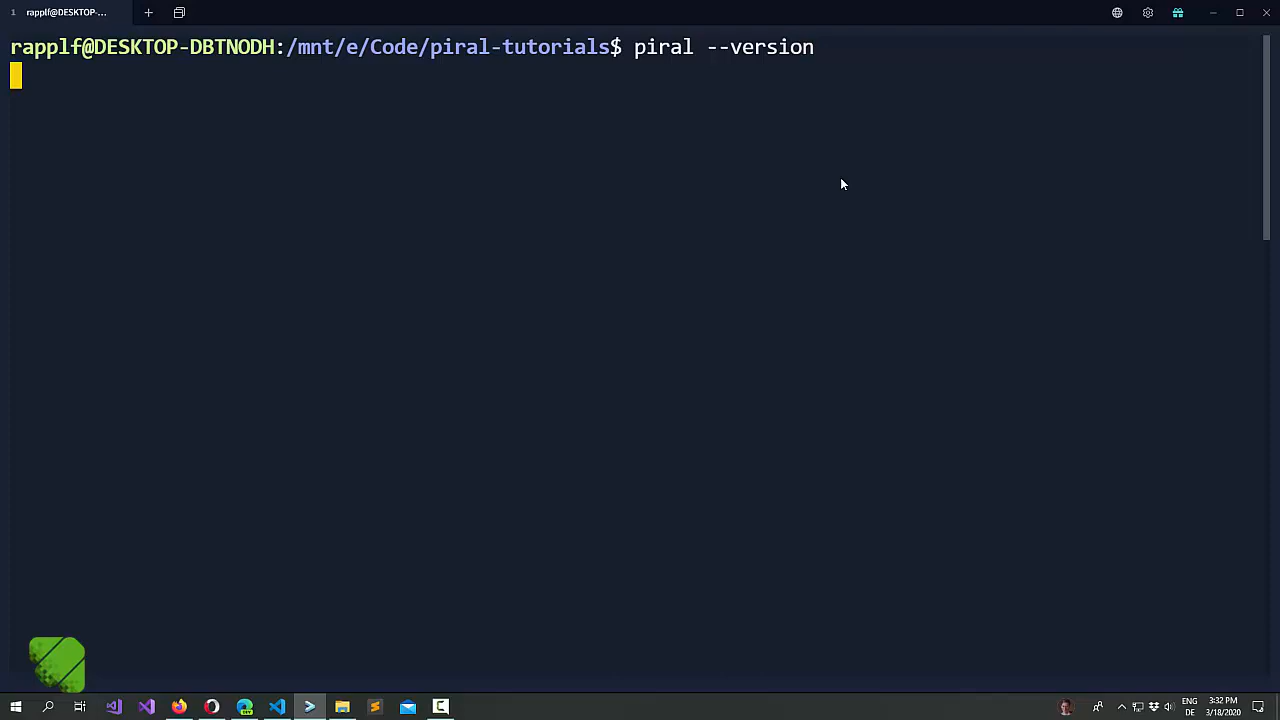 1 rapplf@DESKTOP-...
rapplf@DESKTOP-DBTNODH:/mnt/e/Code/piral-tutorials$ piral --version
ENG
DE
3:32 PM
3/18/2020